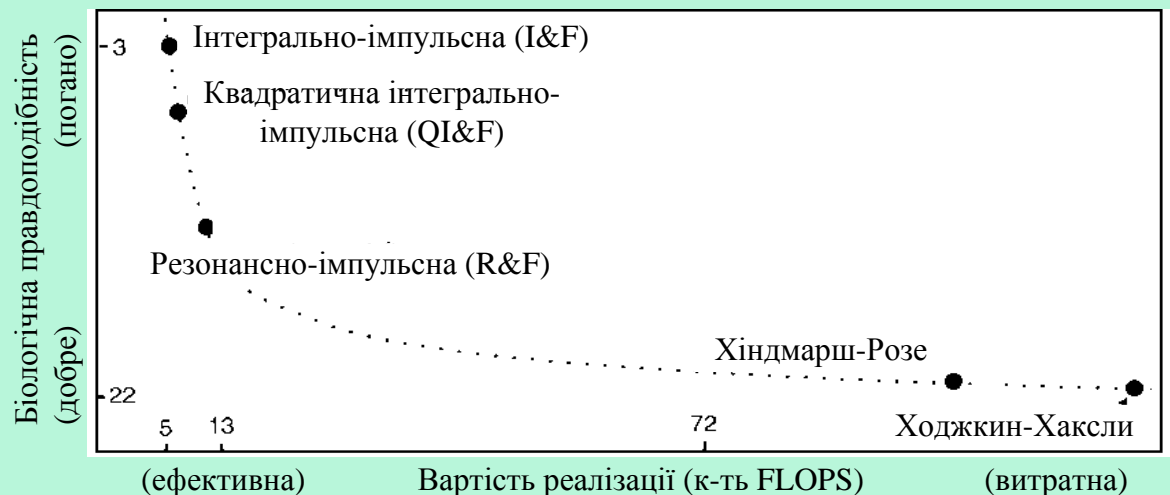 Біологічна правдоподібність
(добре) (погано)
3
Інтегрально-імпульсна (I&F)
Квадратична інтегрально-
імпульсна (QI&F)
Резонансно-імпульсна (R&F)
Хіндмарш-Розе
22
5 13 72
Ходжкин-Хаксли
(ефективна) Вартість реалізації (к-ть FLOPS) (витратна)